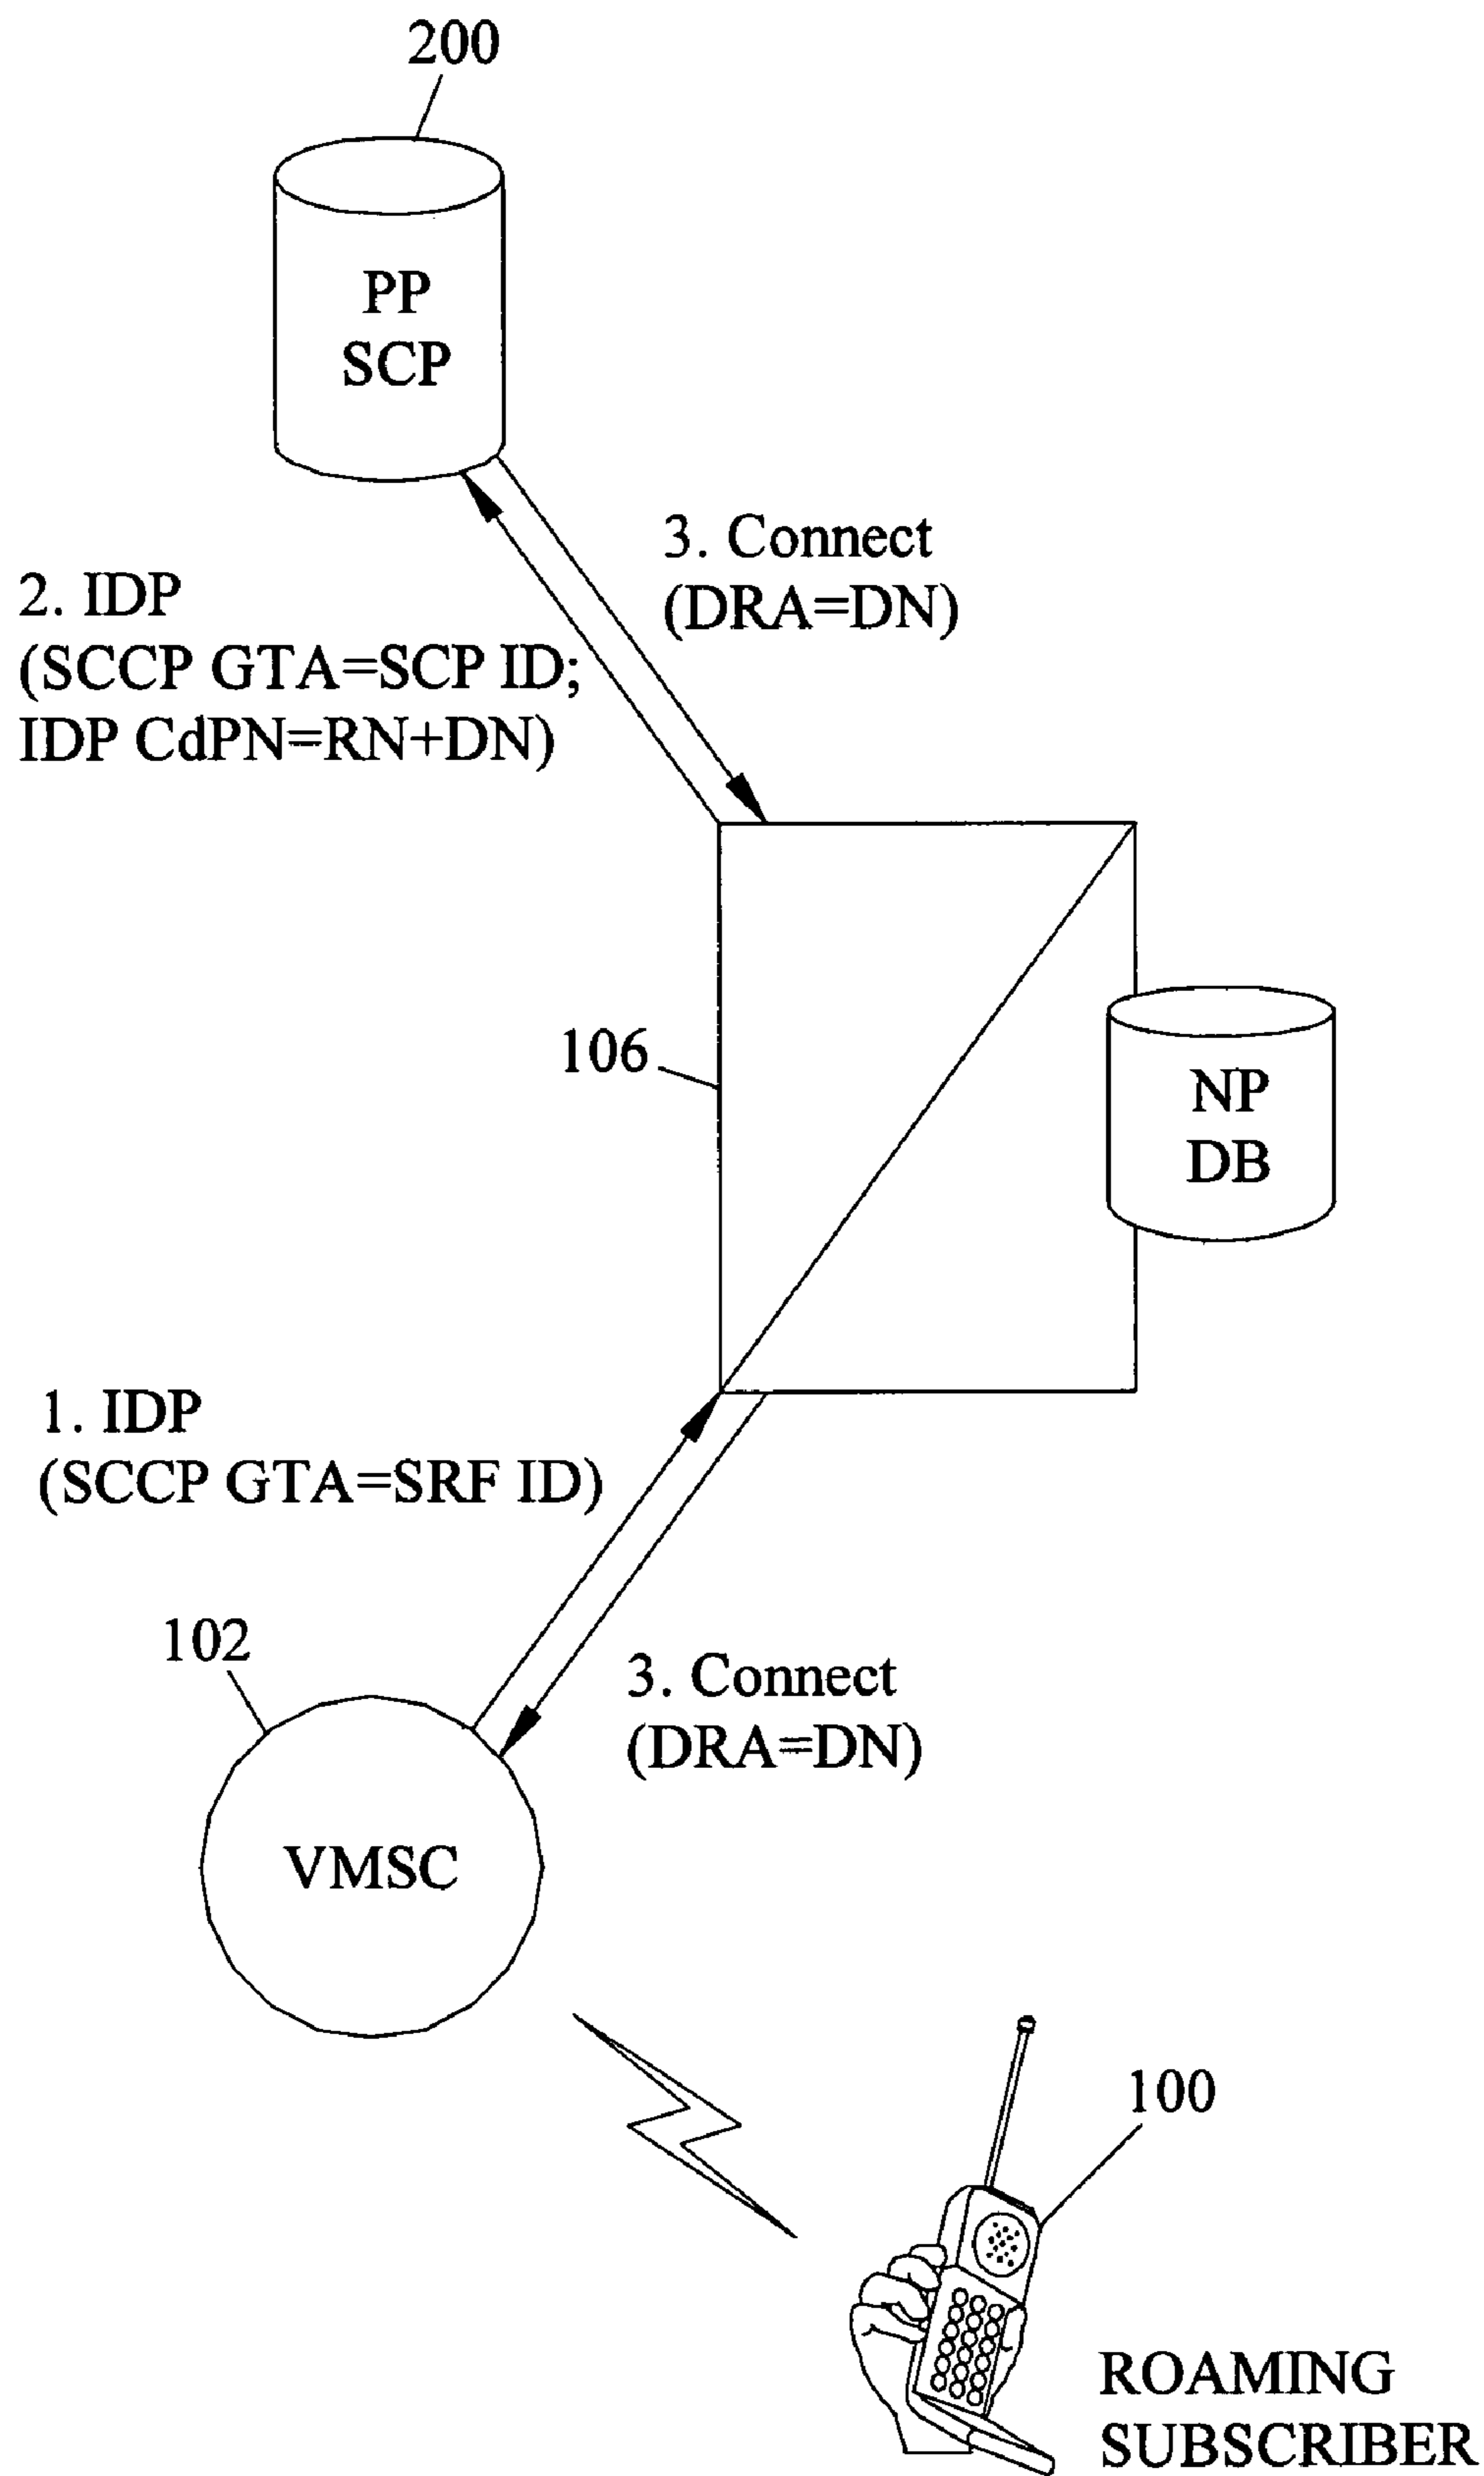 200
PP
SCP
3. Connect
(DRA=DN)
2. IDP
(SCCP GTA=SCP ID;
IDP CdPN=RN+DN)
106
NP
DB
1. IDP
(SCCP GTA=SRF ID)
102
3. Connect
(DRA=DN)
VMSC
100
ROAMING
SUBSCRIBER